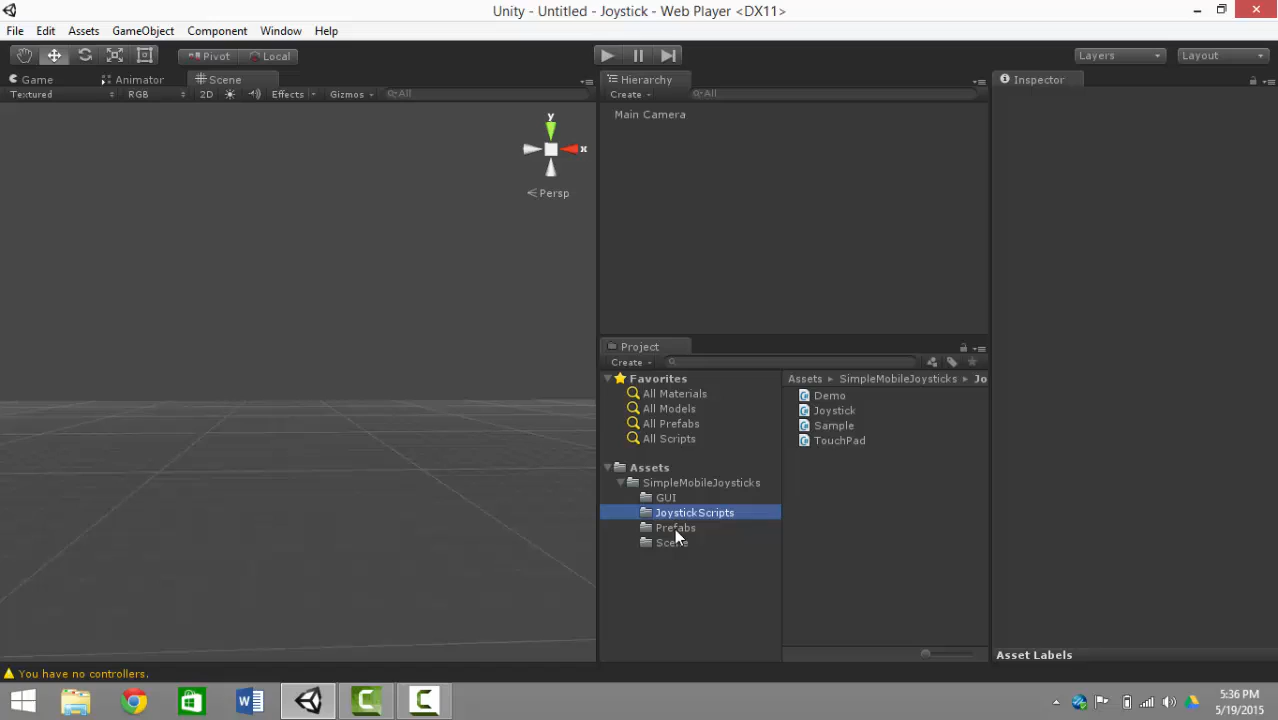 Unity - Untitled - Joystick - Web Player <DX11>
File Edit Assets GameObject Component Window Help
Pivot Local Layers Layout
Game Animator Scene Hierarchy Inspector
Textured RGB 2D Effects Gizmos All Create All
y
x
Persp
Main Camera
Project
Create
Favorites
All Materials
All Models
All Prefabs
All Scripts
Assets
SimpleMobileJoysticks
GUI
JoystickScripts
Prefabs
Scene
Assets SimpleMobileJoysticks Jo
Demo
Joystick
Sample
TouchPad
Asset Labels
You have no controllers.
5:36 PM
5/19/2015